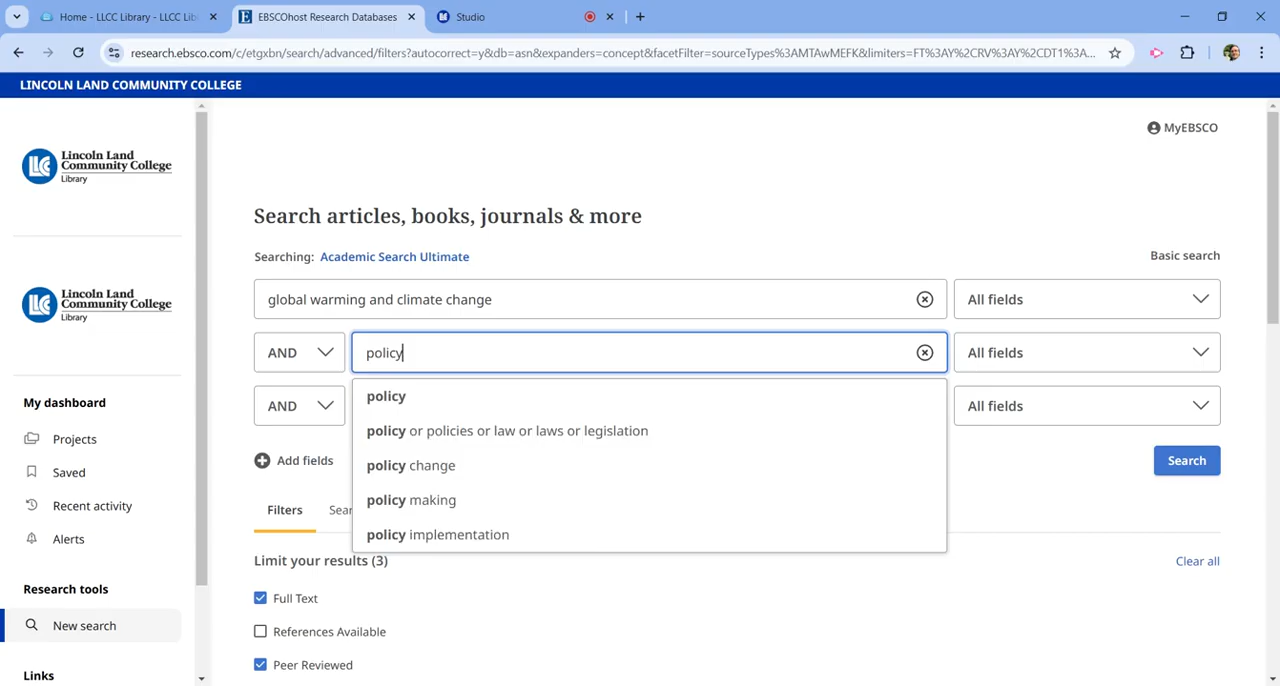 Home - LLCC Library - LLCC Lib
EBSCOhost Research Databases
Studio
research.ebsco.com/c/etgxbn/search/advanced/filters?autocorrect=y&db=asn&expanders=concept&facetFilter=sourceTypes%3AMTAwMEFK&limiters=FT%3AY%2CRV%3AY%2CDT1%3A...
LINCOLN LAND COMMUNITY COLLEGE
Lincoln Land
Community College
Library
MyEBSCO
Search articles, books, journals & more
Searching: Academic Search Ultimate
Basic search
global warming and climate change
All fields
Lincoln Land
Community College
Library
AND
policy
All fields
policy
AND
All fields
policy or policies or law or laws or legislation
policy change
policy making
policy implementation
Add fields
Search
My dashboard
Projects
Saved
Recent activity
Alerts
Filters
Sear
Limit your results (3)
Clear all
Full Text
References Available
Peer Reviewed
Research tools
New search
Links